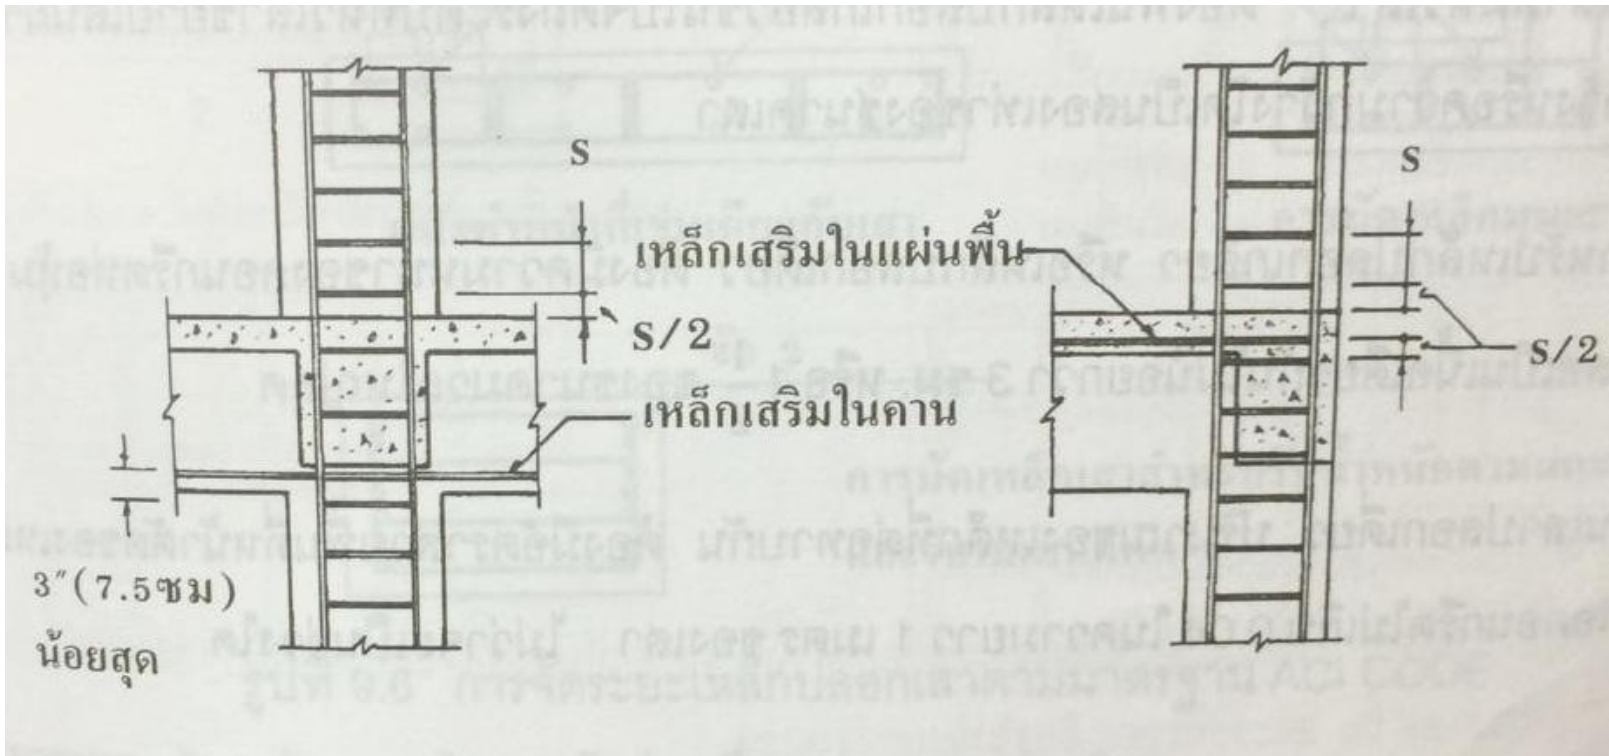 S
S
เหล็กเสริมในแผ่นพื้น
S/2
S/2
เหล็กเสริมในคาน
3"(7.5ซม)
น้อยสุด